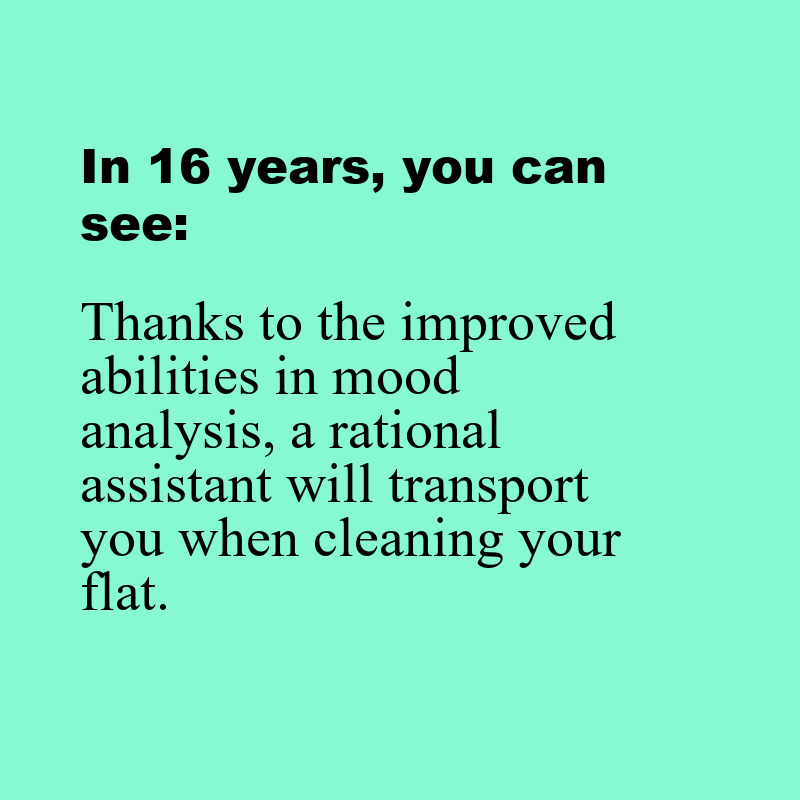 In 16 years, you can
see:
Thanks to the improved
abilities in mood
analysis, a rational
assistant will transport
you when cleaning your
flat.